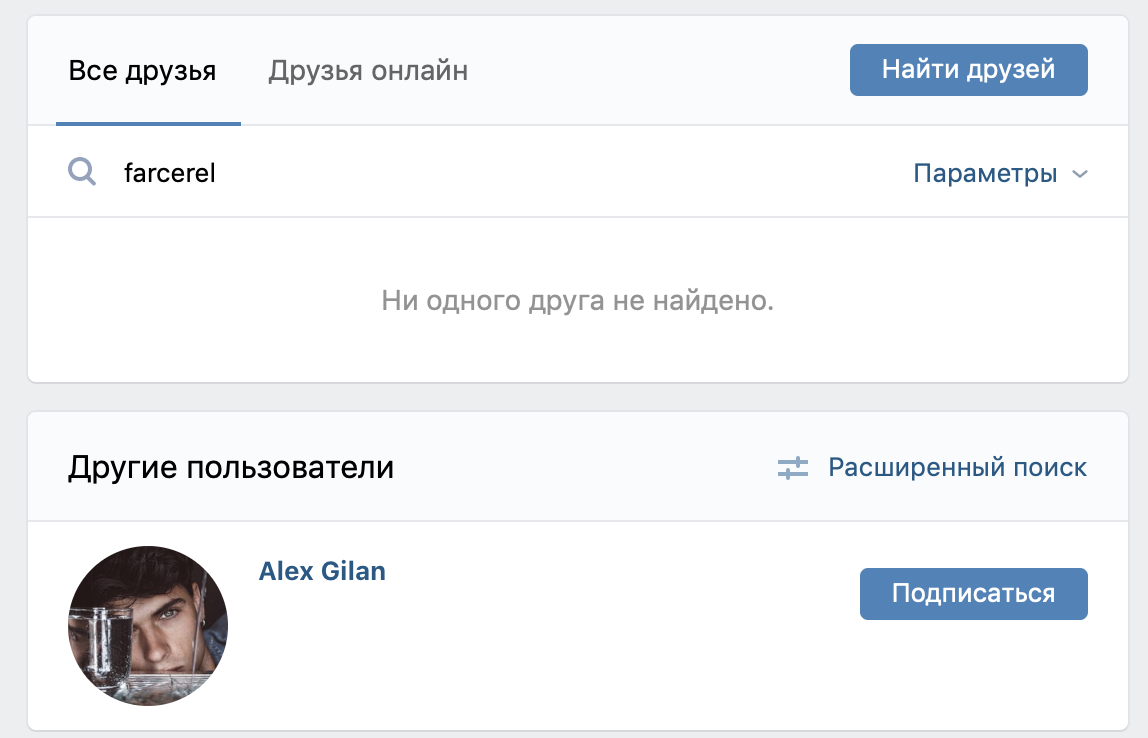 Все друзья Друзья онлайн Найти друзей
farcerel Параметры
Ни одного друга не найдено.
Другие пользователи Расширенный поиск
Alex Gilan
Подписаться